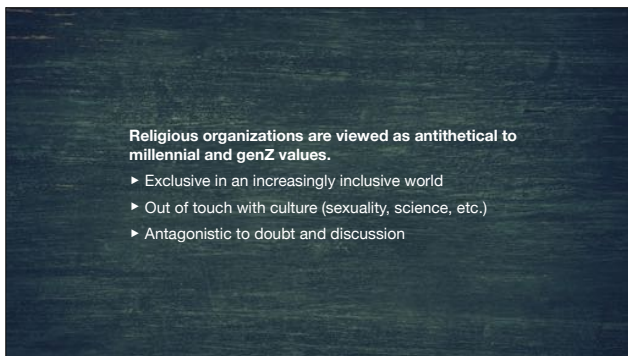 Religious organizations are viewed as antithetical to
millennial and genZ values.
▸ Exclusive in an increasingly inclusive world
▸ Out of touch with culture (sexuality, science, etc.)
▸ Antagonistic to doubt and discussion